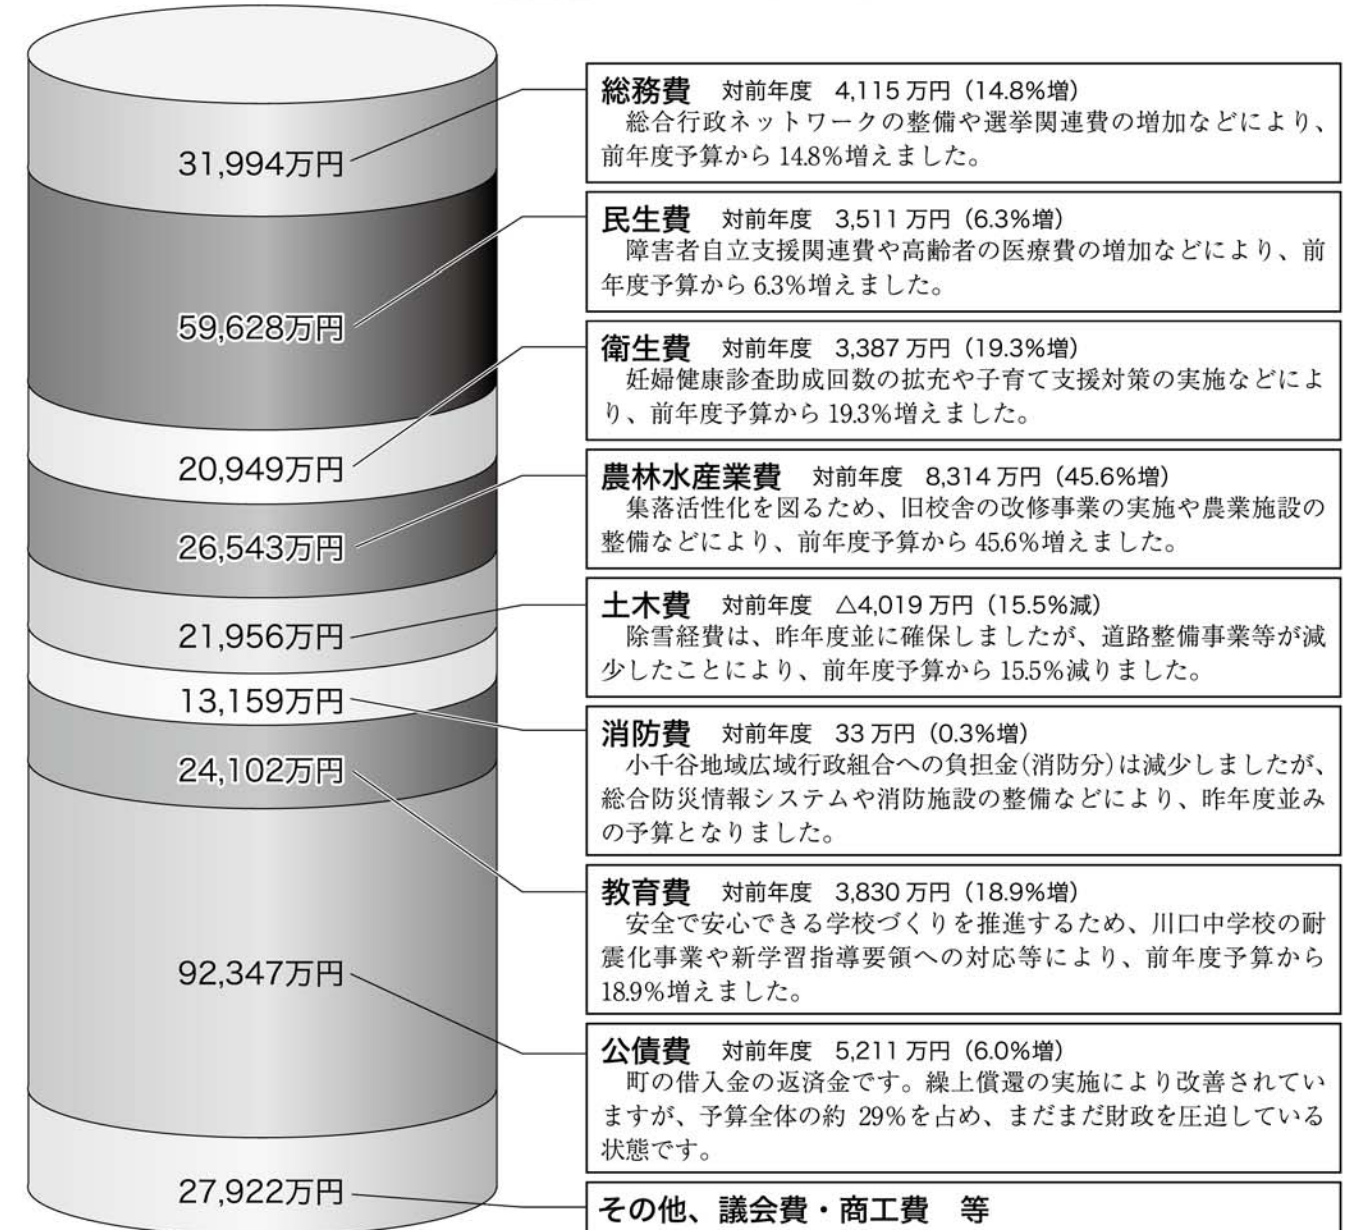 31,994万円
59,628万円
20,949万円
26,543万円
21,956万円
13,159万円
24,102万円
92,347万円
27,922万円
総務費 対前年度 4,115万円（14.8%増）
総合行政ネットワークの整備や選挙関連費の増加などにより、
前年度予算から14.8%増えました。
民生費 対前年度 3,511万円（6.3%増）
障害者自立支援関連費や高齢者の医療費の増加などにより、前
年度予算から6.3%増えました。
衛生費 対前年度 3,387万円（19.3%増）
妊婦健康診査助成回数の拡充や子育て支援対策の実施などによ
り、前年度予算から19.3%増えました。
農林水産業費 対前年度 8,314万円（45.6%増）
集落活性化を図るため、旧校舎の改修事業の実施や農業施設の
整備などにより、前年度予算から45.6%増えました。
土木費 対前年度 △4,019万円（15.5%減）
除雪経費は、昨年度並に確保しましたが、道路整備事業等が減
少したことにより、前年度予算から15.5%減りました。
消防費 対前年度 33万円（0.3%増）
小千谷地域広域行政組合への負担金（消防分）は減少しましたが、
総合防災情報システムや消防施設の整備などにより、昨年度並み
の予算となりました。
教育費 対前年度 3,830万円（18.9%増）
安全で安心できる学校づくりを推進するため、川口中学校の耐
震化事業や新学習指導要領への対応等により、前年度予算から
18.9%増えました。
公債費 対前年度 5,211万円（6.0%増）
町の借入金の返済金です。繰上償還の実施により改善されてい
ますが、予算全体の約 29%を占め、まだまだ財政を圧迫している
状態です。
その他、議会費・商工費 等